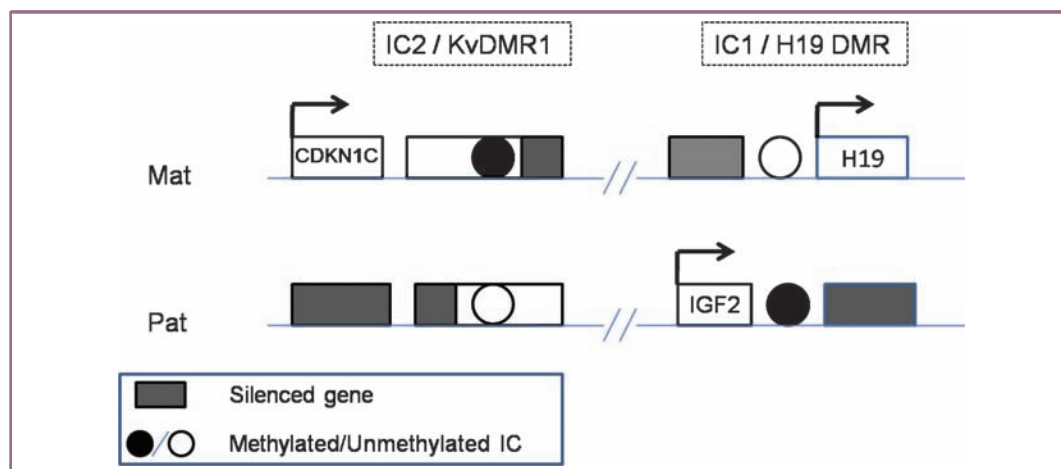 IC2 / KvDMR1 IC1 / H19 DMR
Mat CDKN1C H19
Pat IGF2
Silenced gene
Methylated/Unmethylated IC